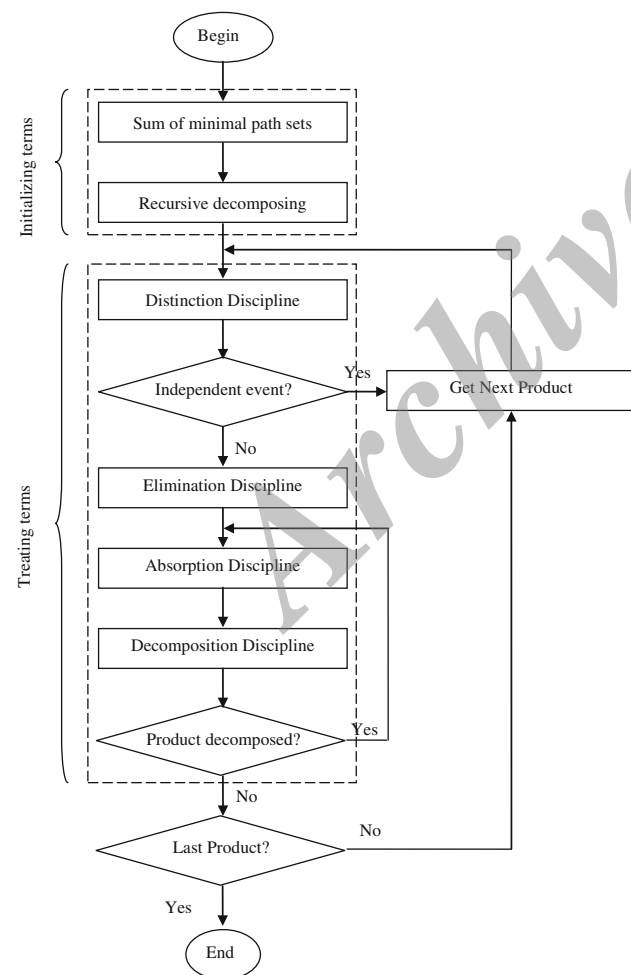 Begin
Initializing terms
Sum of minimal path sets
Recursive decomposing
Treating terms
Distinction Discipline
Independent event?
Yes
Get Next Product
No
Elimination Discipline
Absorption Discipline
Decomposition Discipline
Product decomposed?
Yes
No
Last Product?
No
Yes
End
Archive